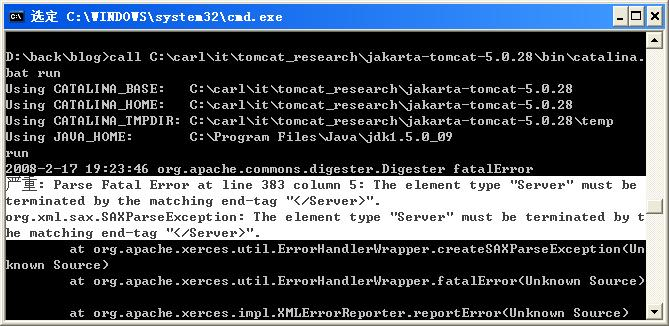 选定 C:\WINDOWS\system32\cmd.exe
D:\back\blog>call C:\carl\it\tomcat_research\jakarta-tomcat-5.0.28\bin\catalina.
bat run
Using CATALINA_BASE:   C:\carl\it\tomcat_research\jakarta-tomcat-5.0.28
Using CATALINA_HOME:   C:\carl\it\tomcat_research\jakarta-tomcat-5.0.28
Using CATALINA_TMPDIR: C:\carl\it\tomcat_research\jakarta-tomcat-5.0.28\temp
Using JAVA_HOME:       C:\Program Files\Java\jdk1.5.0_09
run
2008-2-17 19:23:46 org.apache.commons.digester.Digester fatalError
严重: Parse Fatal Error at line 383 column 5: The element type "Server" must be
terminated by the matching end-tag "</Server>".
org.xml.sax.SAXParseException: The element type "Server" must be terminated by t
he matching end-tag "</Server>".
        at org.apache.xerces.util.ErrorHandlerWrapper.createSAXParseException(Un
known Source)
        at org.apache.xerces.util.ErrorHandlerWrapper.fatalError(Unknown Source)
        at org.apache.xerces.impl.XMLErrorReporter.reportError(Unknown Source)